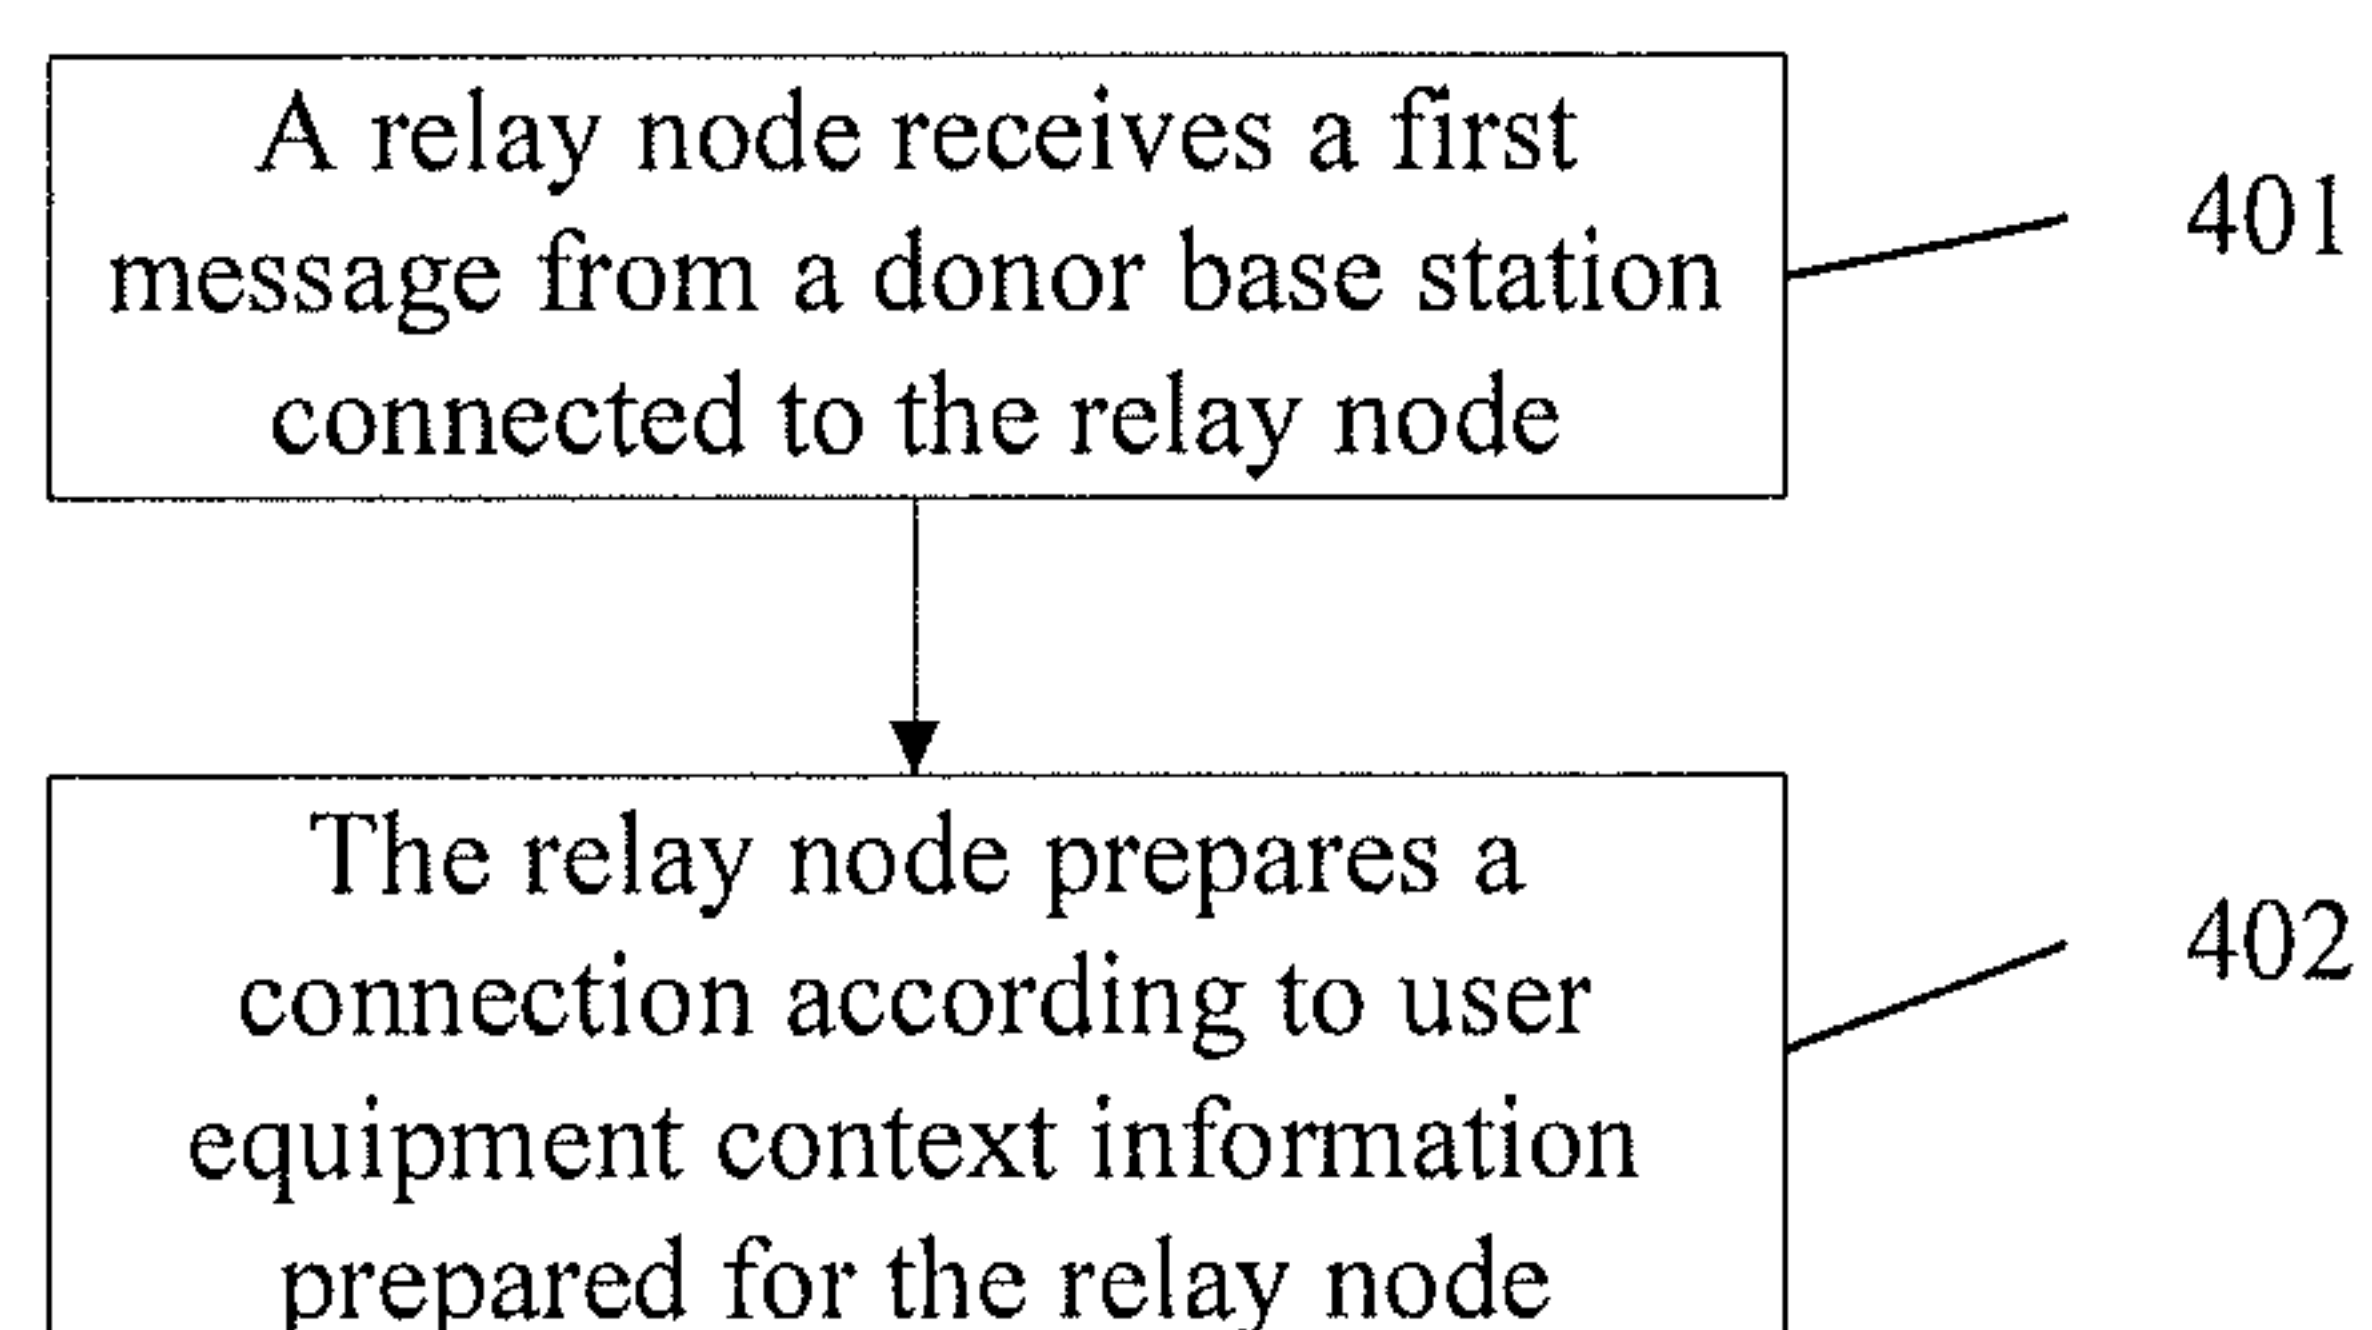 A relay node receives a first
message from a donor base station
connected to the relay node
401
The relay node prepares a
connection according to user
equipment context information
prepared for the relay node
402